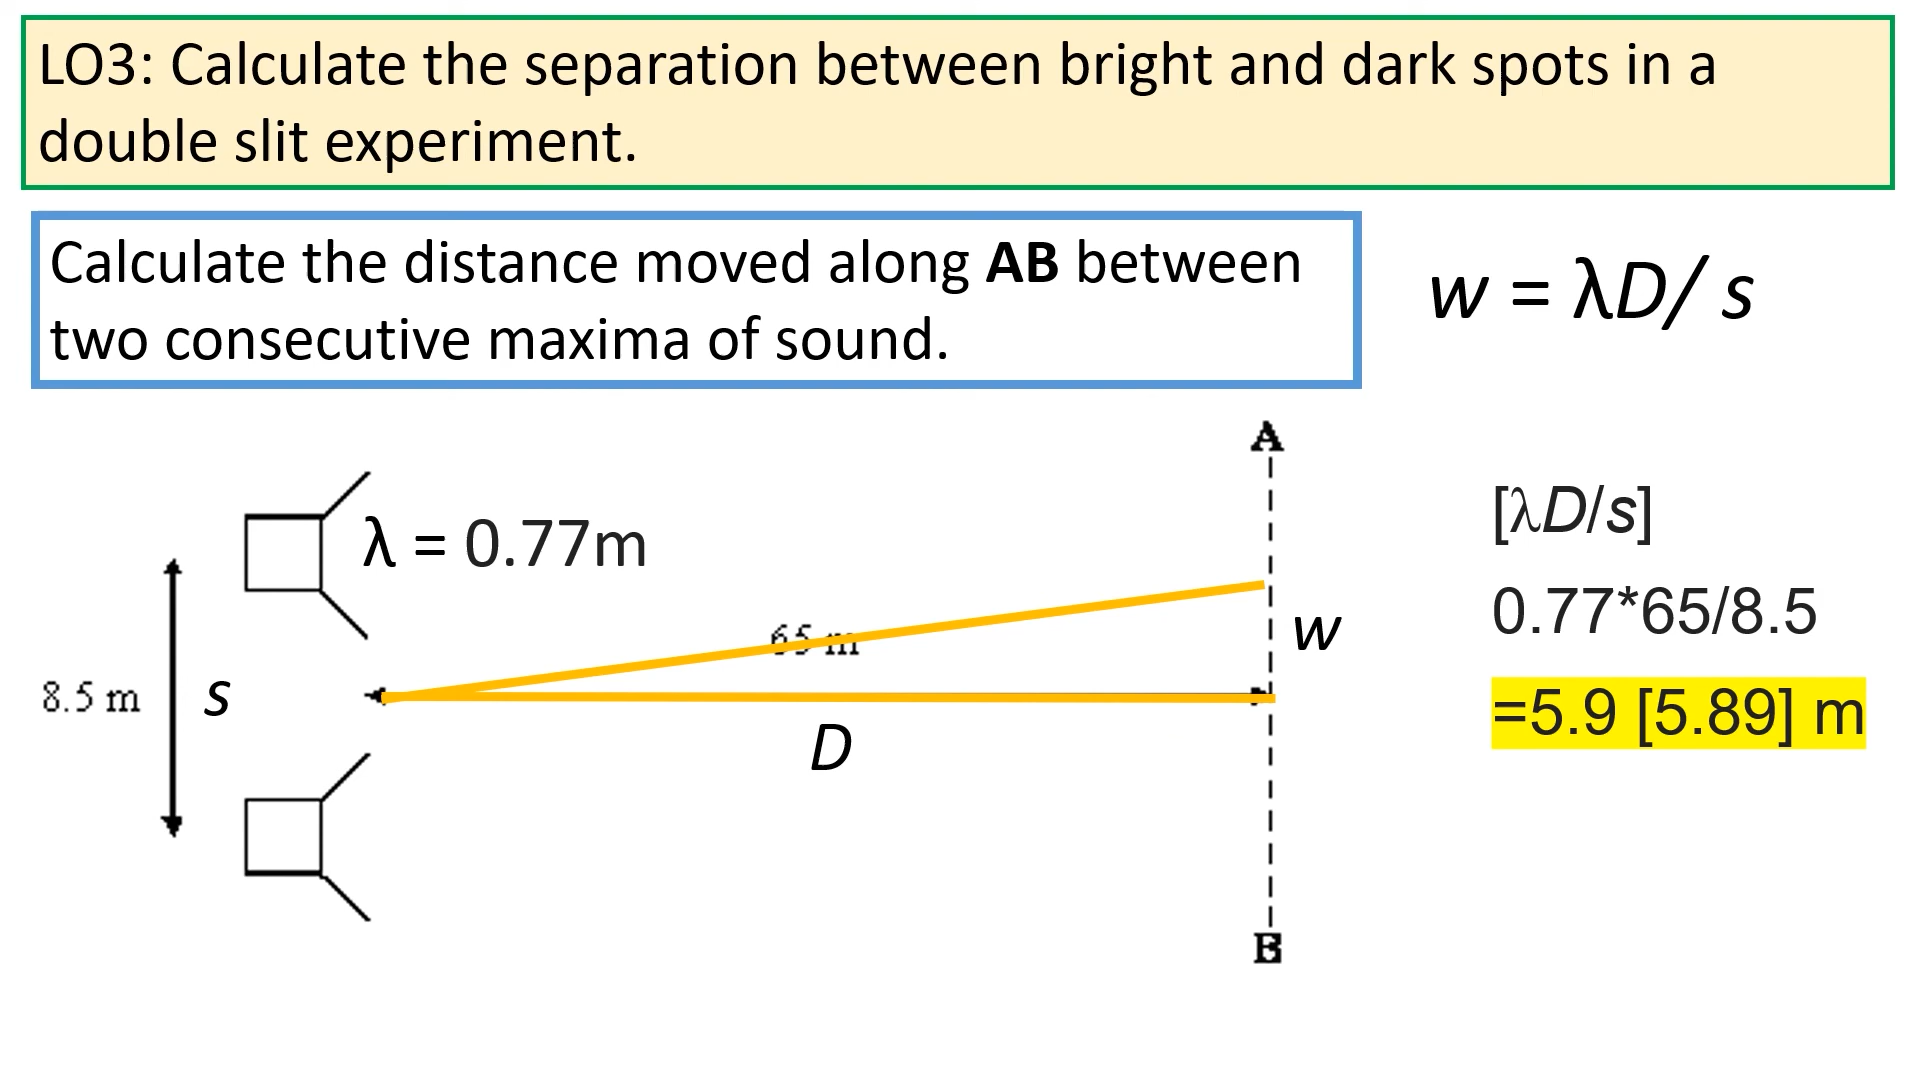 LO3: Calculate the separation between bright and dark spots in a
double slit experiment.
Calculate the distance moved along AB between
two consecutive maxima of sound.
w = λD/ s
A
λ = 0.77m
[λD/s]
0.77*65/8.5
65 m
w
8.5 m
s
=5.9 [5.89] m
D
B